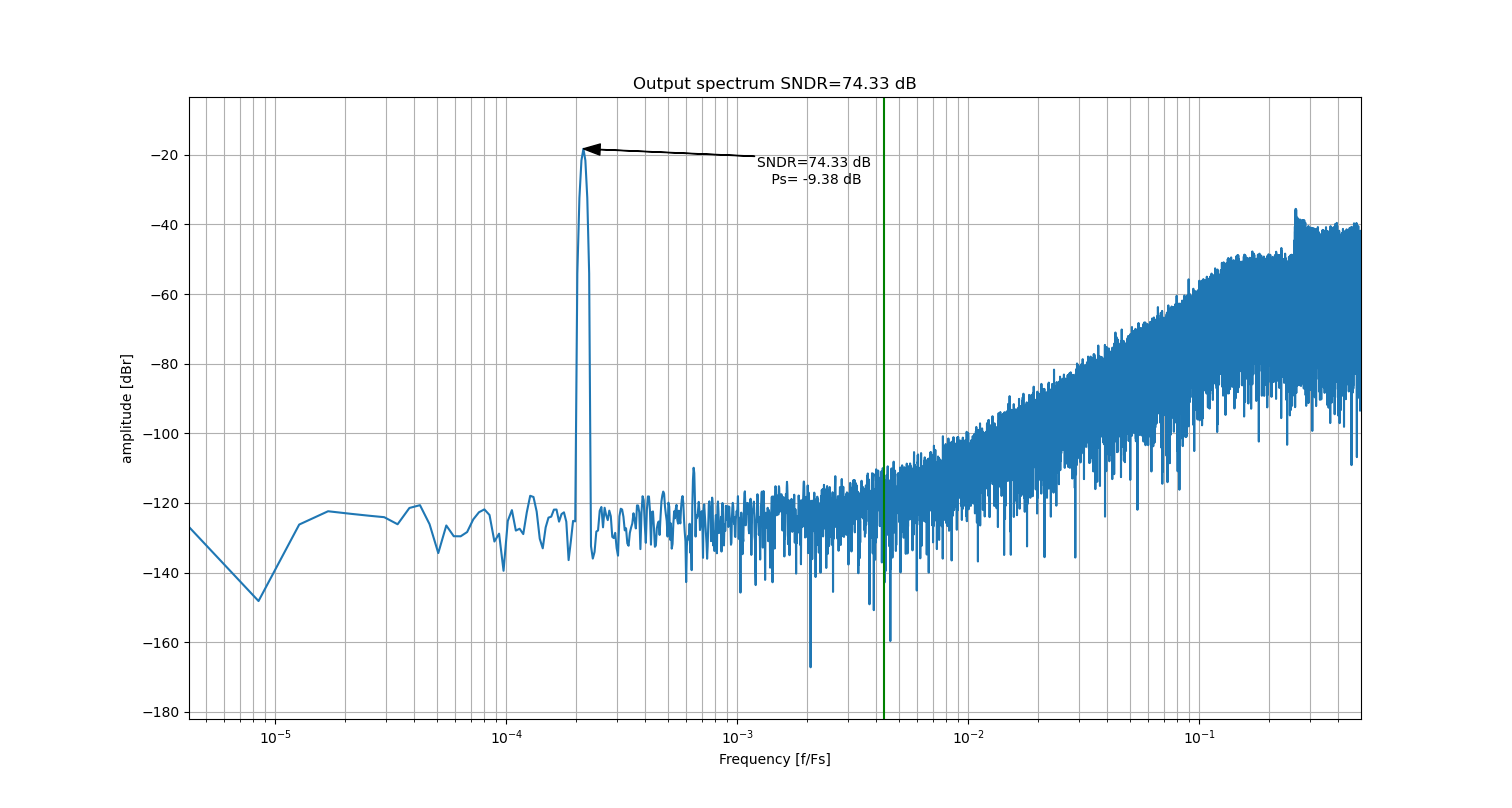 Output spectrum SNDR=74.33 dB
SNDR=74.33 dB
Ps= -9.38 dB
−20
−40
−60
−80
−100
−120
−140
−160
−180
amplitude [dBr]
10⁻⁵ 10⁻⁴ 10⁻³ 10⁻² 10⁻¹
Frequency [f/Fs]